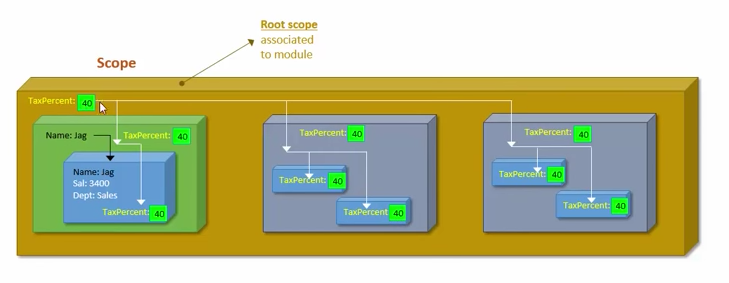 Root scope
associated
to module
Scope
TaxPercent: 40
Name: Jag
TaxPercent: 40
Name: Jag
Sal: 3400
Dept: Sales
TaxPercent: 40
TaxPercent: 40
TaxPercent: 40
TaxPercent: 40
TaxPercent: 40
TaxPercent: 40
TaxPercent: 40